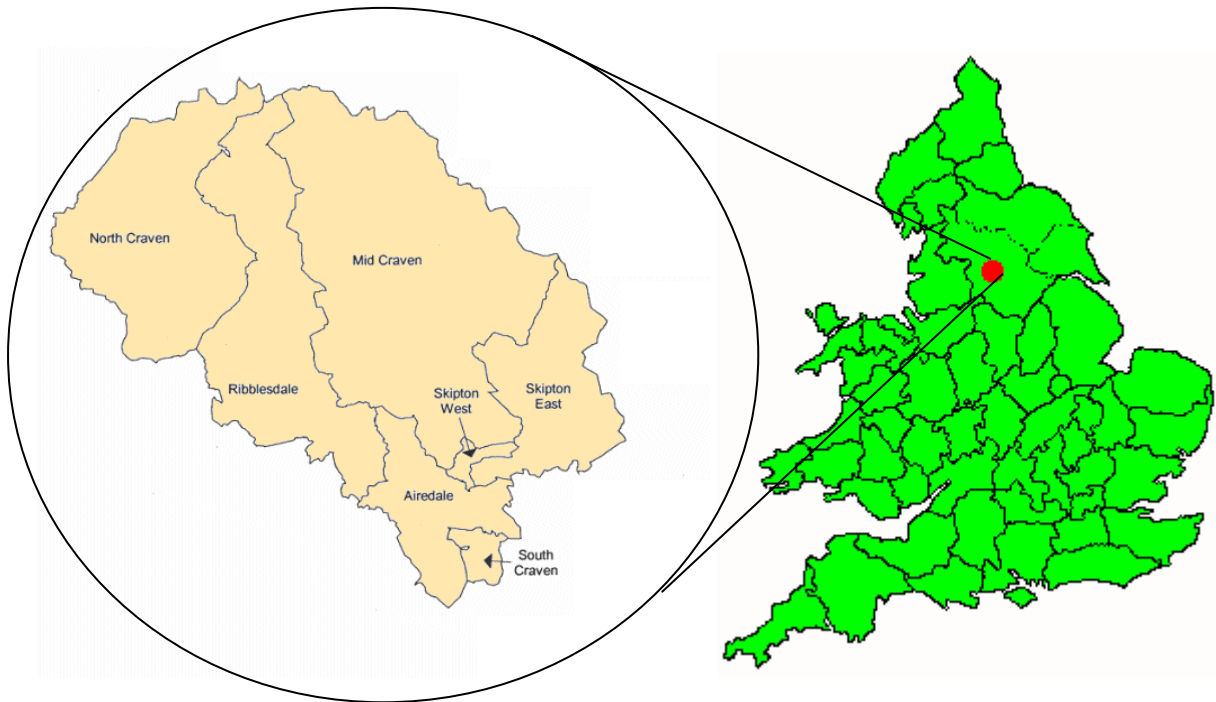 North Craven
Mid Craven
Ribblesdale
Skipton
West
Skipton
East
Airedale
South
Craven